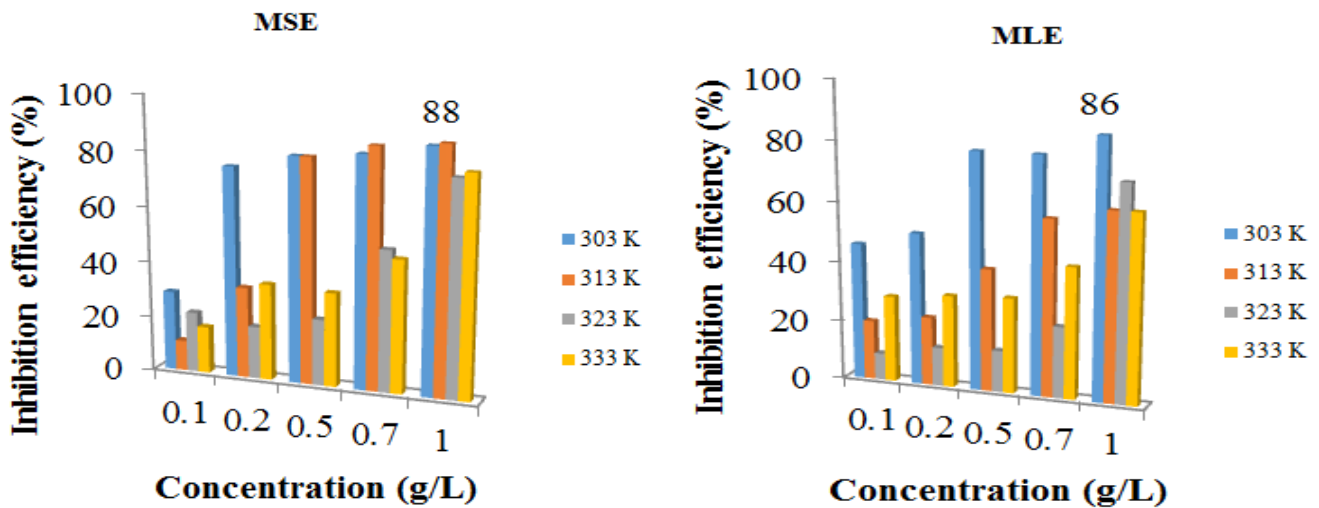 MSE
Inhibition efficiency (%)
100
80
60
40
20
0
88
0.1 0.2 0.5 0.7 1
Concentration (g/L)
303 K
313 K
323 K
333 K
MLE
Inhibition efficiency (%)
100
80
60
40
20
0
86
0.1 0.2 0.5 0.7 1
Concentration (g/L)
303 K
313 K
323 K
333 K